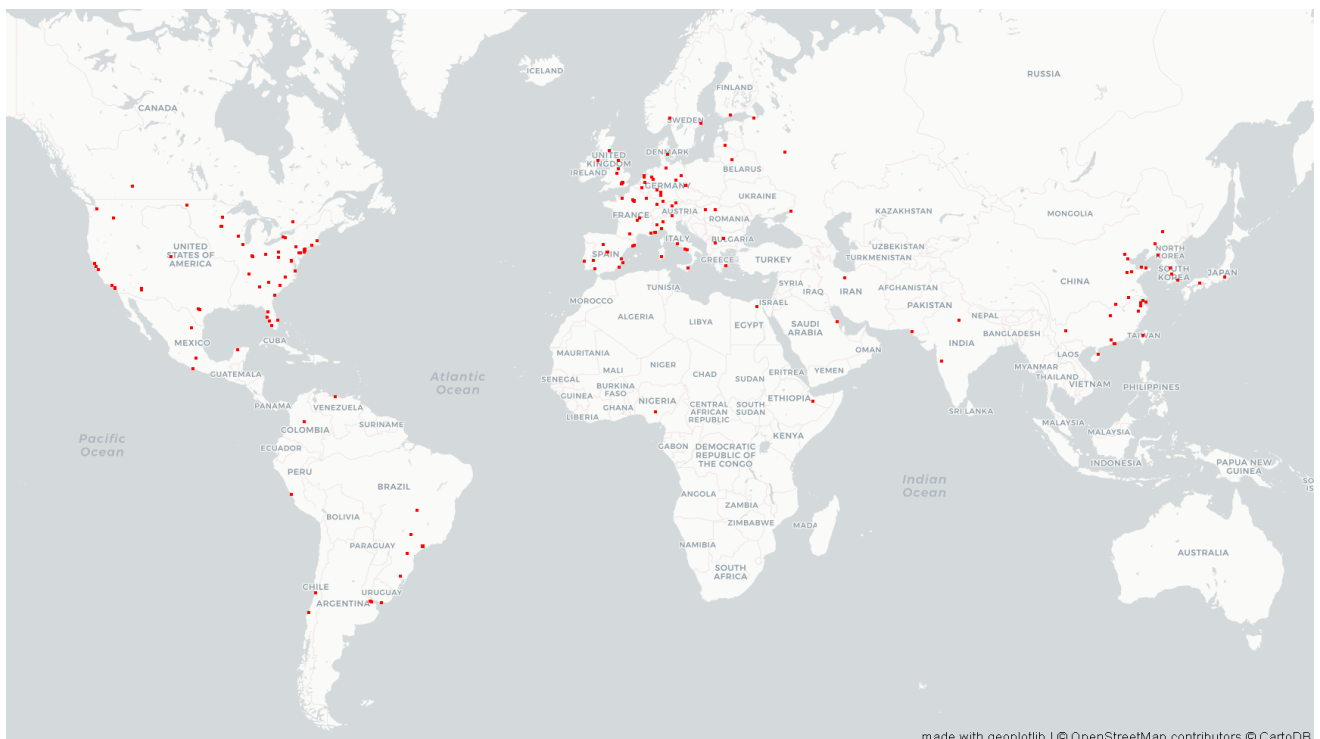 ICELAND
RUSSIA
FINLAND
CANADA
SWEDEN
UNITED
KINGDOM
DENMARK
IRELAND
BELARUS
GERMANY
UKRAINE
FRANCE
AUSTRIA
ROMANIA
KAZAKHSTAN
MONGOLIA
UNITED
STATES OF
AMERICA
ITALY
BULGARIA
UZBEKISTAN
NORTH
KOREA
SPAIN
GREECE
TURKEY
TURKMENISTAN
SOUTH
KOREA
JAPAN
CHINA
TUNISIA
SYRIA
IRAQ
IRAN
AFGHANISTAN
MOROCCO
ISRAEL
PAKISTAN
ALGERIA
LIBYA
EGYPT
SAUDI
ARABIA
NEPAL
BANGLADESH
TAIWAN
MEXICO
CUBA
INDIA
OMAN
MAURITANIA
LAOS
MYANMAR
GUATEMALA
Atlantic
Ocean
MALI
NIGER
CHAD
SUDAN
ERITREA
YEMEN
THAILAND
VIETNAM
PHILIPPINES
SENEGAL
BURKINA
FASO
GUINEA
GHANA
NIGERIA
CENTRAL
AFRICAN
REPUBLIC
SOUTH
SUDAN
ETHIOPIA
PANAMA
VENEZUELA
SRI LANKA
LIBERIA
SURINAME
COLOMBIA
MALAYSIA
MALAYSIA
Pacific
Ocean
ECUADOR
GABON
DEMOCRATIC
REPUBLIC OF
THE CONGO
KENYA
INDONESIA
PAPUA NEW
GUINEA
PERU
BRAZIL
Indian
Ocean
SO
IS
ANGOLA
ZAMBIA
BOLIVIA
ZIMBABWE
MADA
PARAGUAY
NAMIBIA
AUSTRALIA
SOUTH
AFRICA
CHILE
URUGUAY
ARGENTINA
made with geoplotlib | © OpenStreetMap contributors © CartoDB